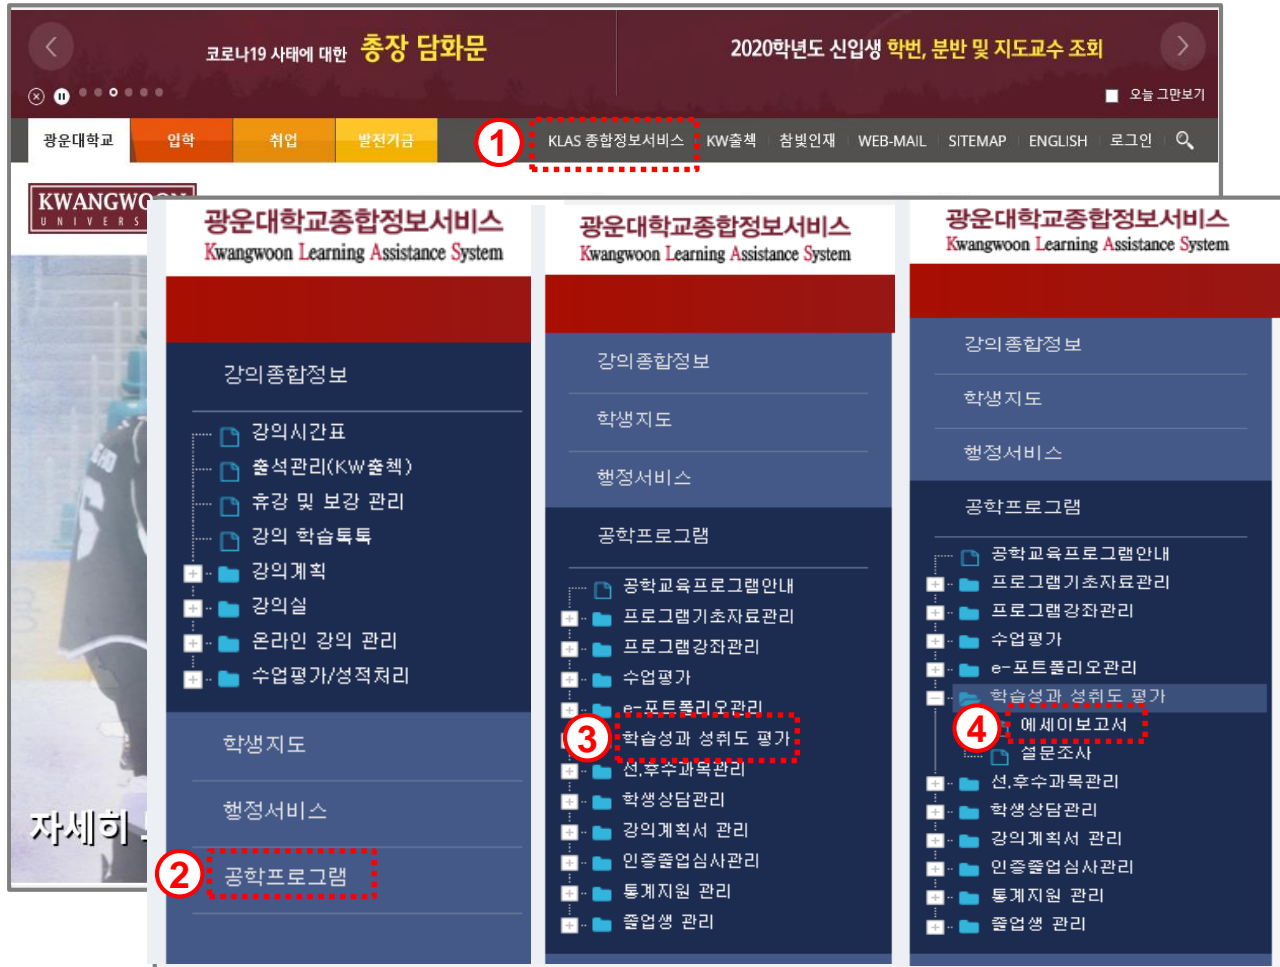 코로나19 사태에 대한 총장 담화문
2020학년도 신입생 학번, 분반 및 지도교수 조회
오늘 그만보기
광운대학교 입학 취업 발전기금 ① KLAS 종합정보서비스 KW출첵 참빛인재 WEB-MAIL SITEMAP ENGLISH 로그인
KWANGWOON
UNIVERS
자세히
광운대학교종합정보서비스
Kwangwoon Learning Assistance System
강의종합정보
강의시간표
출석관리(KW출첵)
휴강 및 보강 관리
강의 학습톡톡
강의계획
강의실
온라인 강의 관리
수업평가/성적처리
학생지도
행정서비스
② 공학프로그램
광운대학교종합정보서비스
Kwangwoon Learning Assistance System
강의종합정보
학생지도
행정서비스
공학프로그램
공학교육프로그램안내
프로그램기초자료관리
프로그램강좌관리
수업평가
e-포트폴리오관리
③ 학습성과 성취도 평가
선,후수과목관리
학생상담관리
강의계획서 관리
인증졸업심사관리
통계지원 관리
졸업생 관리
광운대학교종합정보서비스
Kwangwoon Learning Assistance System
강의종합정보
학생지도
행정서비스
공학프로그램
공학교육프로그램안내
프로그램기초자료관리
프로그램강좌관리
수업평가
e-포트폴리오관리
학습성과 성취도 평가
④ 에세이보고서
설문조사
선,후수과목관리
학생상담관리
강의계획서 관리
인증졸업심사관리
통계지원 관리
졸업생 관리